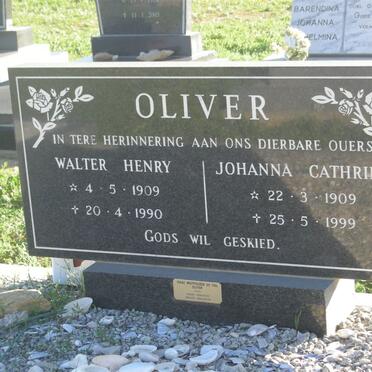 BARENDINA
JOHANNA
OLIVER
IN TERE HERINNERING AAN ONS DIERBARE OUERS
WALTER HENRY
☆ 4 · 5 · 1909
✝ 20 · 4 · 1990
JOHANNA CATHRI
☆ 22 · 3 · 1909
✝ 25 · 5 · 1999
GODS WIL GESKIED.